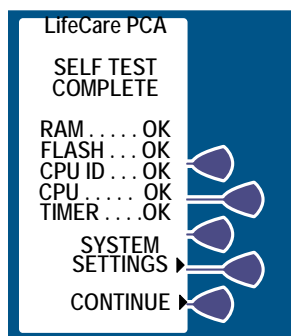 LifeCare PCA
SELF TEST
COMPLETE
RAM . . . . . OK
FLASH . . . OK
CPU ID . . . OK
CPU . . . . . OK
TIMER . . . .OK
SYSTEM
SETTINGS
CONTINUE